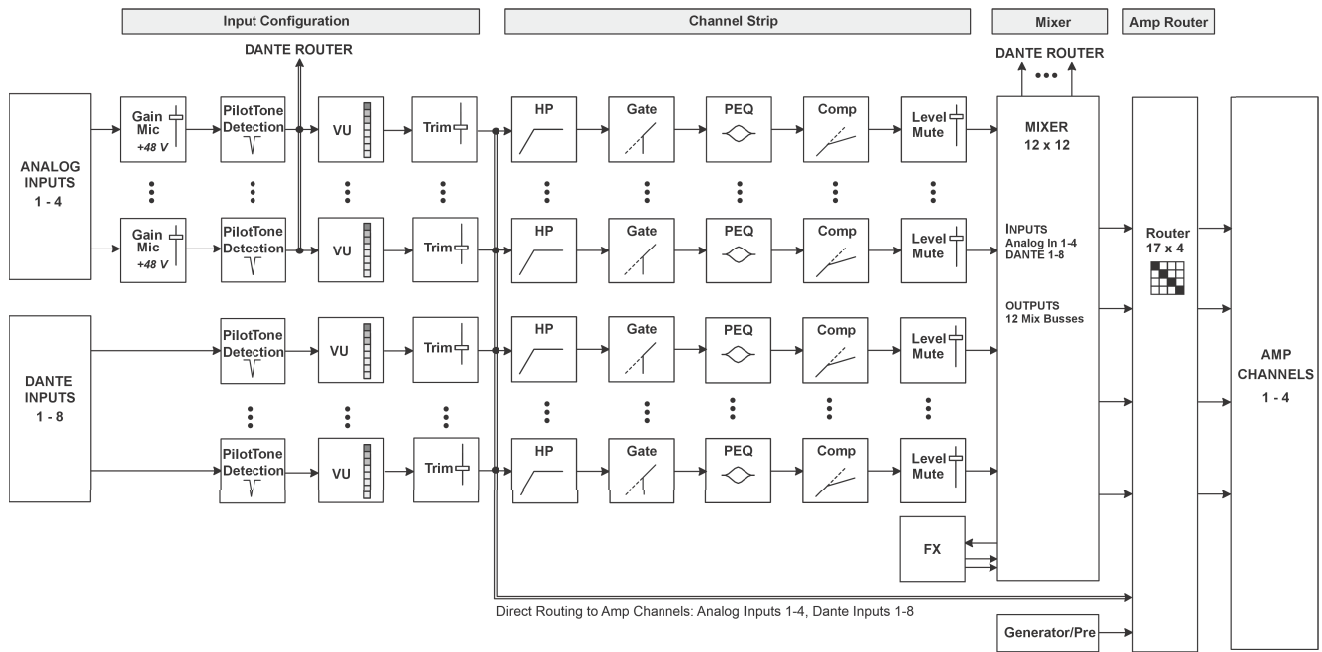 Input Configuration
Channel Strip
Mixer
Amp Router
DANTE ROUTER
DANTE ROUTER
ANALOG
INPUTS
1 - 4
Gain
Mic
+48 V
PilotTone
Detection
VU
Trim
HP
Gate
PEQ
Comp
Level
Mute
MIXER
12 x 12
Gain
Mic
+48 V
PilotTone
Detection
VU
Trim
HP
Gate
PEQ
Comp
Level
Mute
INPUTS
Analog In 1-4
DANTE 1-8
OUTPUTS
12 Mix Busses
Router
17 x 4
AMP
CHANNELS
1 - 4
DANTE
INPUTS
1 - 8
PilotTone
Detection
VU
Trim
HP
Gate
PEQ
Comp
Level
Mute
PilotTone
Detection
VU
Trim
HP
Gate
PEQ
Comp
Level
Mute
FX
Direct Routing to Amp Channels: Analog Inputs 1-4, Dante Inputs 1-8
Generator/Pre